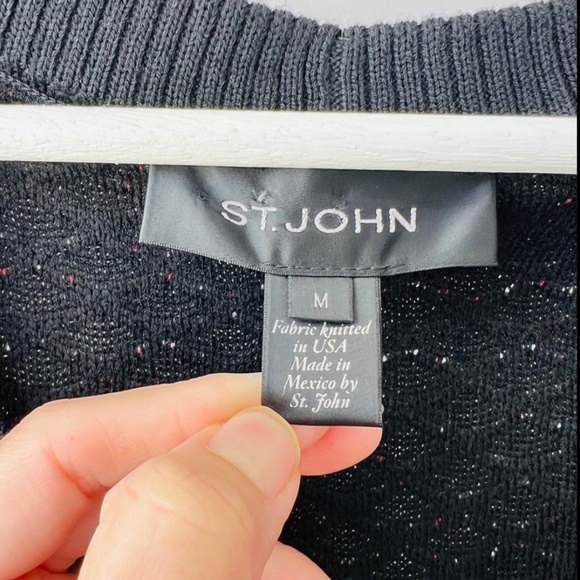 ST. JOHN
M
Fabric knitted
in USA
Made in
Mexico by
St. John